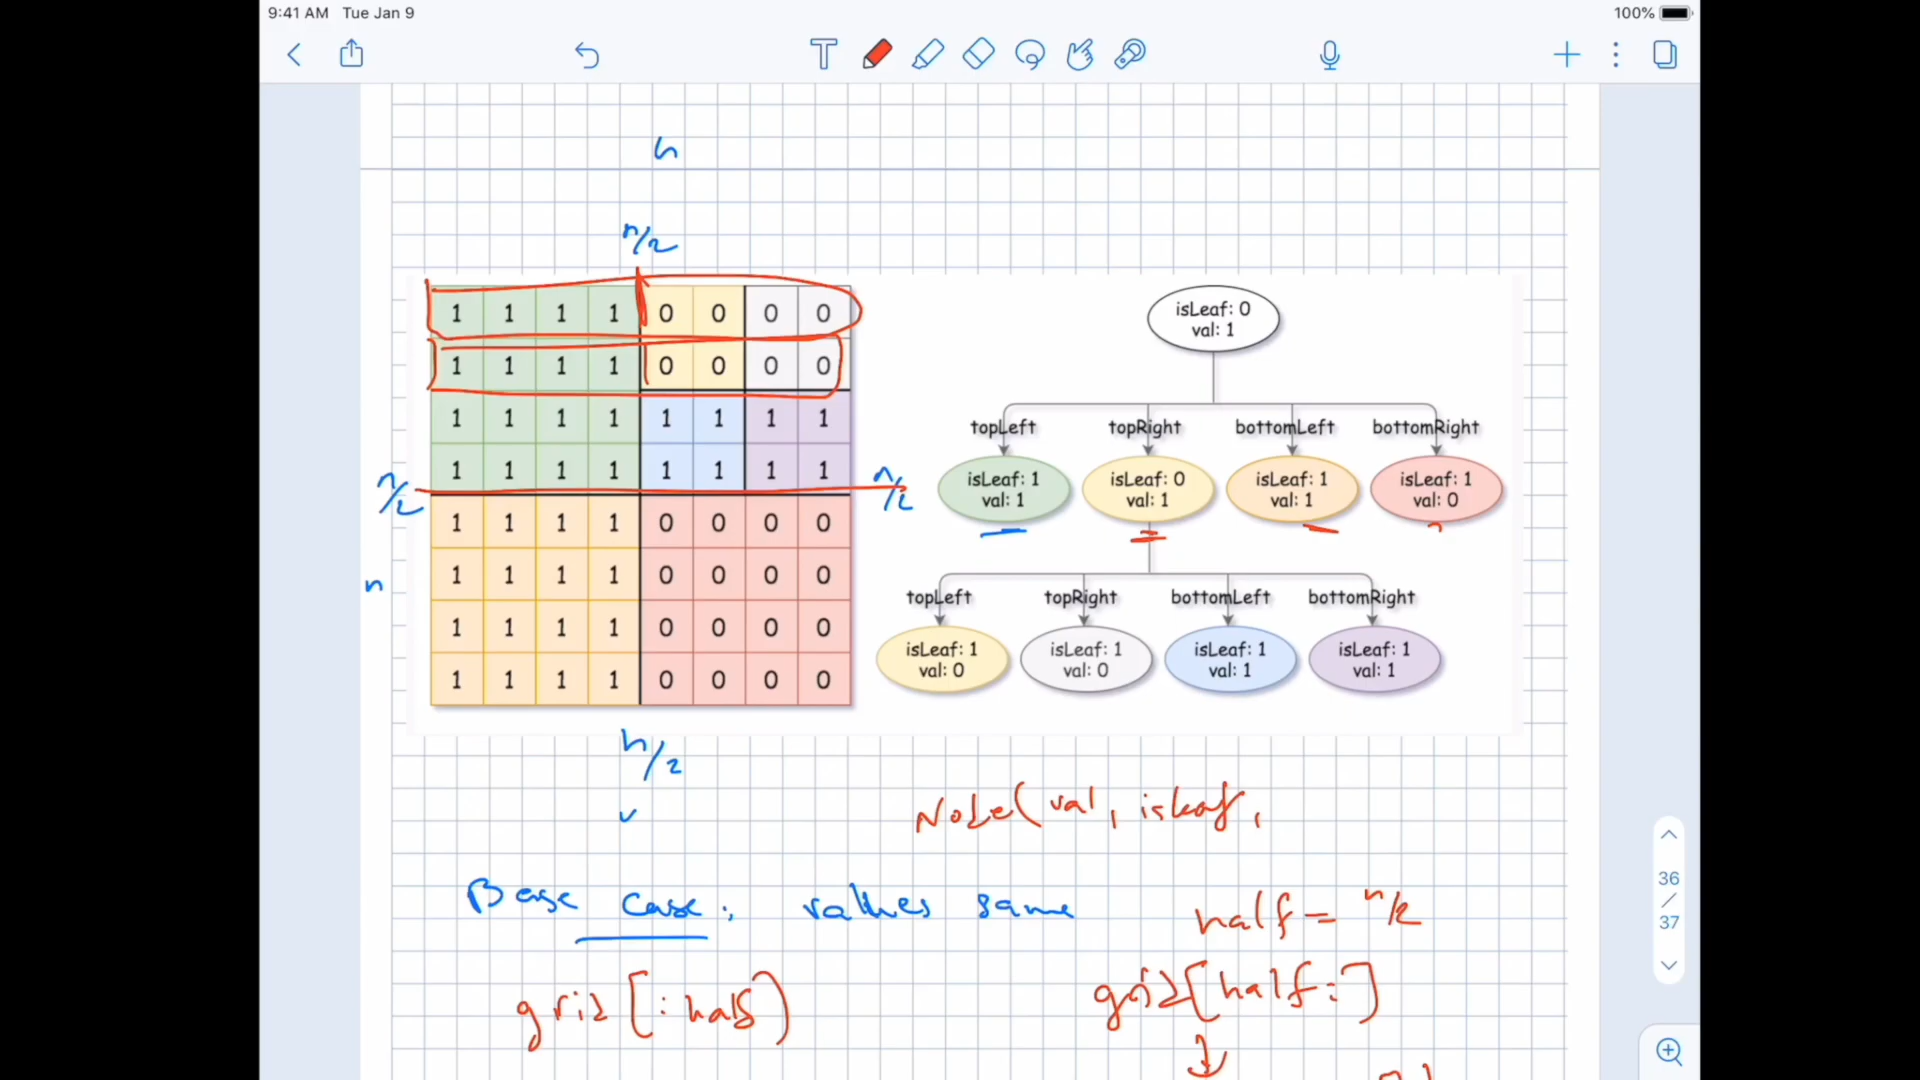 9:41 AM Tue Jan 9
100%
n
n/2
1 1 1 1 0 0 0 0
1 1 1 1 0 0 0 0
1 1 1 1 1 1 1 1
1 1 1 1 1 1 1 1
n/2
n/2
1 1 1 1 0 0 0 0
1 1 1 1 0 0 0 0
n
1 1 1 1 0 0 0 0
1 1 1 1 0 0 0 0
isLeaf: 0
val: 1
topLeft topRight bottomLeft bottomRight
isLeaf: 1
val: 1
isLeaf: 0
val: 1
isLeaf: 1
val: 1
isLeaf: 1
val: 0
topLeft topRight bottomLeft bottomRight
isLeaf: 1
val: 0
isLeaf: 1
val: 0
isLeaf: 1
val: 1
isLeaf: 1
val: 1
n/2
Node(val, isLeaf,
Base case: values same
half = n/2
grid[:half)
grid[half:]
36
/
37